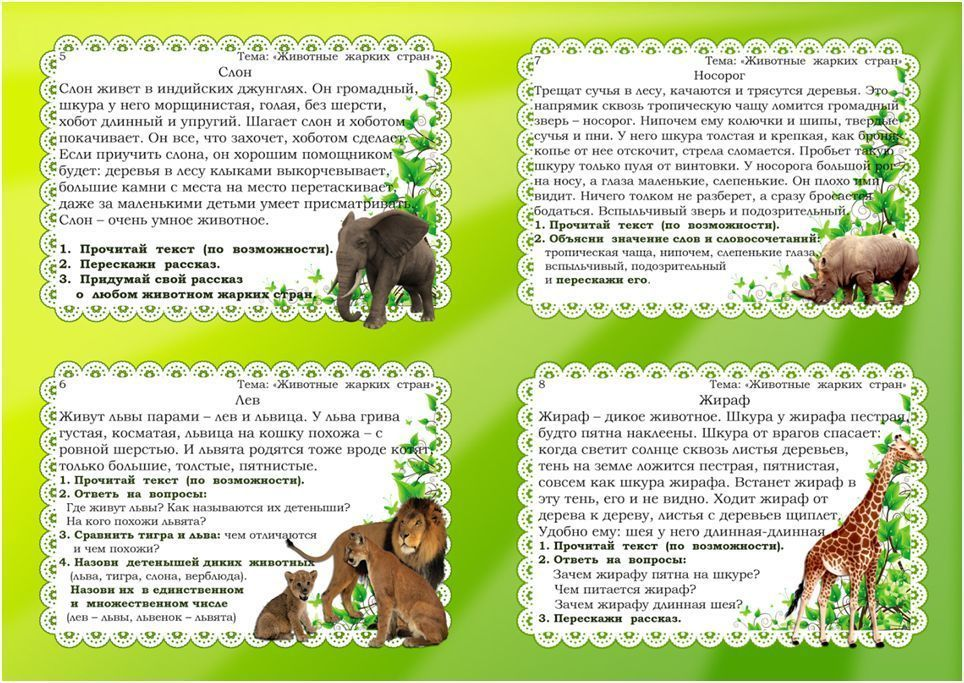 5 Тема: «Животные жарких стран»
Слон
Слон живет в индийских джунглях. Он громадный,
шкура у него морщинистая, голая, без шерсти,
хобот длинный и упругий. Шагает слон и хоботом
покачивает. Он все, что захочет, хоботом сделает.
Если приучить слона, он хорошим помощником
будет: деревья в лесу клыками выкорчевывает,
большие камни с места на место перетаскивает,
даже за маленькими детьми умеет присматривать.
Слон – очень умное животное.
1. Прочитай текст (по возможности).
2. Перескажи рассказ.
3. Придумай свой рассказ
о любом животном жарких стран.
7 Тема: «Животные жарких стран»
Носорог
Трещат сучья в лесу, качаются и трясутся деревья. Это
напрямик сквозь тропическую чащу ломится громадный
зверь – носорог. Нипочем ему колючки и шипы, твердые
сучья и пни. У него шкура толстая и крепкая, как броня:
копье от нее отскочит, стрела сломается. Пробьет такую
шкуру только пуля от винтовки. У носорога большой рог
на носу, а глаза маленькие, слепенькие. Он плохо ими
видит. Ничего толком не разберет, а сразу бросается
бодаться. Вспыльчивый зверь и подозрительный.
1. Прочитай текст (по возможности).
2. Объясни значение слов и словосочетаний:
тропическая чаща, нипочем, слепенькие глаза,
вспыльчивый, подозрительный
и перескажи его.
6 Тема: «Животные жарких стран»
Лев
Живут львы парами – лев и львица. У льва грива
густая, косматая, львица на кошку похожа – с
ровной шерстью. И львята родятся тоже вроде котят,
только большие, толстые, пятнистые.
1. Прочитай текст (по возможности).
2. Ответь на вопросы:
Где живут львы? Как называются их детеныши?
На кого похожи львята?
3. Сравнить тигра и льва: чем отличаются
и чем похожи?
4. Назови детенышей диких животных
(льва, тигра, слона, верблюда).
Назови их в единственном
и множественном числе
(лев – львы, львенок – львята)
8 Тема: «Животные жарких стран»
Жираф
Жираф – дикое животное. Шкура у жирафа пестрая,
будто пятна наклеены. Шкура от врагов спасает:
когда светит солнце сквозь листья деревьев,
тень на земле ложится пестрая, пятнистая,
совсем как шкура жирафа. Встанет жираф в
эту тень, его и не видно. Ходит жираф от
дерева к дереву, листья с деревьев щиплет.
Удобно ему: шея у него длинная-длинная.
1. Прочитай текст (по возможности).
2. Ответь на вопросы:
Зачем жирафу пятна на шкуре?
Чем питается жираф?
Зачем жирафу длинная шея?
3. Перескажи рассказ.